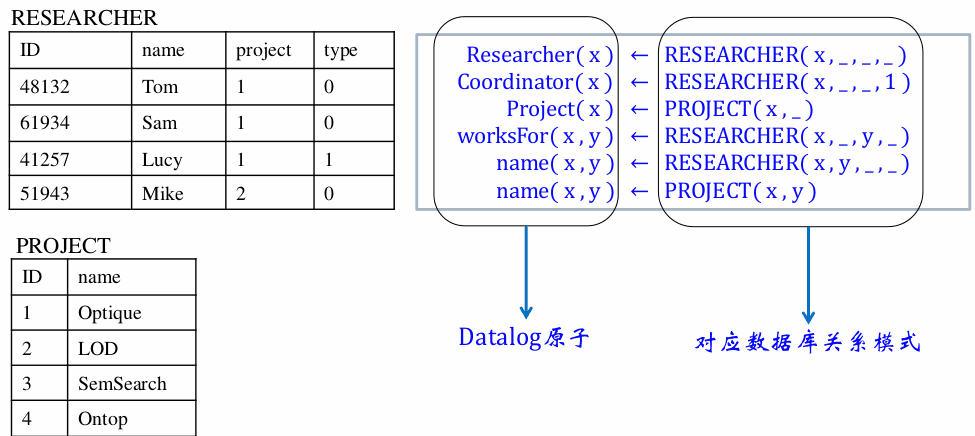 RESEARCHER
ID name project type
48132 Tom 1 0
61934 Sam 1 0
41257 Lucy 1 1
51943 Mike 2 0
PROJECT
ID name
1 Optique
2 LOD
3 SemSearch
4 Ontop
Researcher(x) ← RESEARCHER(x,_,_,_)
Coordinator(x) ← RESEARCHER(x,_,_,1)
Project(x) ← PROJECT(x,_)
worksFor(x,y) ← RESEARCHER(x,_,y,_)
name(x,y) ← RESEARCHER(x,y,_,_)
name(x,y) ← PROJECT(x,y)
Datalog原子
对应数据库关系模式